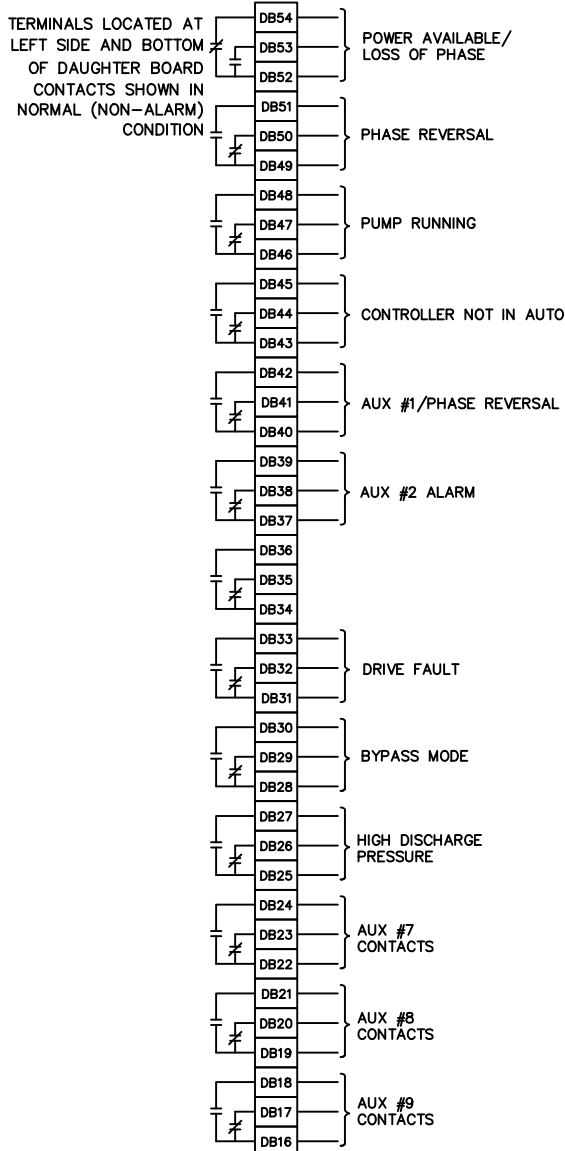 TERMINALS LOCATED AT
LEFT SIDE AND BOTTOM
OF DAUGHTER BOARD
CONTACTS SHOWN IN
NORMAL (NON-ALARM)
CONDITION
DB54
DB53
DB52
POWER AVAILABLE/
LOSS OF PHASE
DB51
DB50
DB49
PHASE REVERSAL
DB48
DB47
DB46
PUMP RUNNING
DB45
DB44
DB43
CONTROLLER NOT IN AUTO
DB42
DB41
DB40
AUX #1/PHASE REVERSAL
DB39
DB38
DB37
AUX #2 ALARM
DB36
DB35
DB34
DB33
DB32
DB31
DRIVE FAULT
DB30
DB29
DB28
BYPASS MODE
DB27
DB26
DB25
HIGH DISCHARGE
PRESSURE
DB24
DB23
DB22
AUX #7
CONTACTS
DB21
DB20
DB19
AUX #8
CONTACTS
DB18
DB17
DB16
AUX #9
CONTACTS